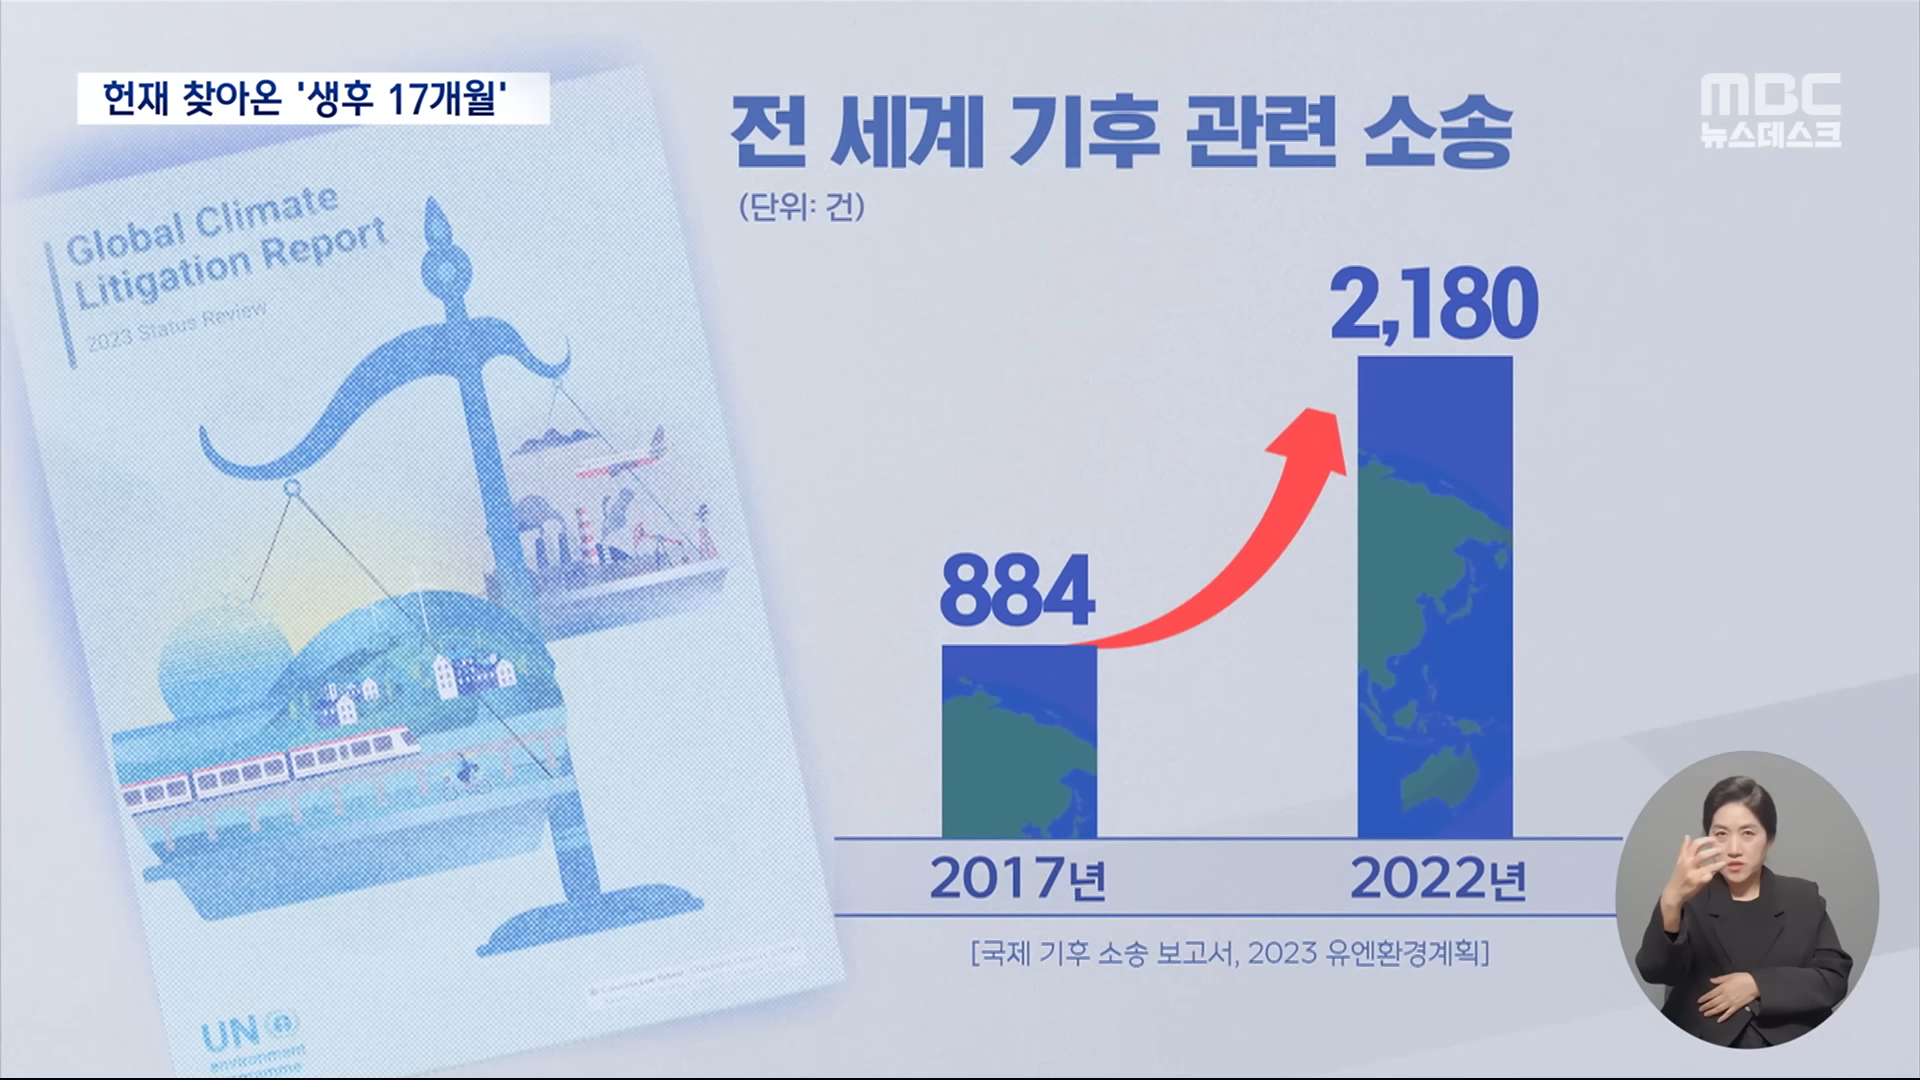 헌재 찾아온 '생후 17개월'
MBC
뉴스데스크
전 세계 기후 관련 소송
(단위: 건)
Global Climate
Litigation Report
2023 Status Review
2,180
884
2017년
2022년
[국제 기후 소송 보고서, 2023 유엔환경계획]
UN
environment
programme